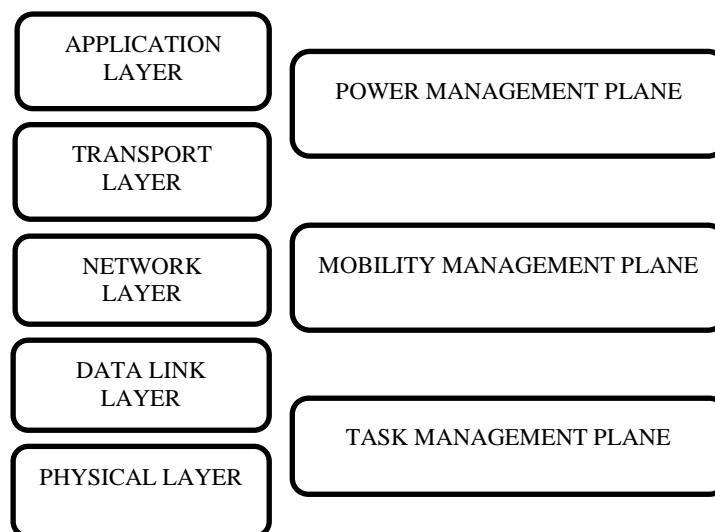 APPLICATION
LAYER
TRANSPORT
LAYER
NETWORK
LAYER
DATA LINK
LAYER
PHYSICAL LAYER
POWER MANAGEMENT PLANE
MOBILITY MANAGEMENT PLANE
TASK MANAGEMENT PLANE